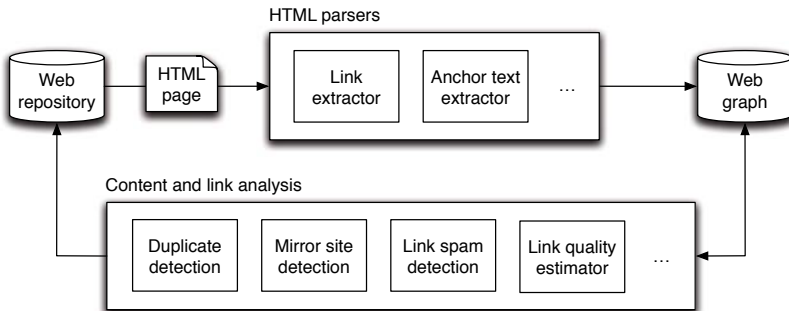 HTML parsers
Web
repository
HTML
page
Link
extractor
Anchor text
extractor
...
Web
graph
Content and link analysis
Duplicate
detection
Mirror site
detection
Link spam
detection
Link quality
estimator
...